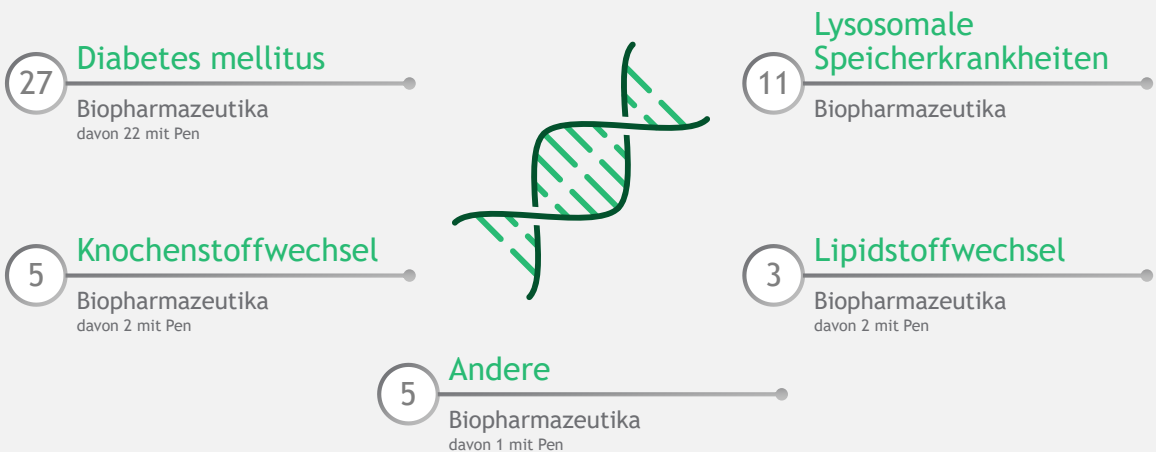 27
Diabetes mellitus
Biopharmazeutika
davon 22 mit Pen
11
Lysosomale
Speicherkrankheiten
Biopharmazeutika
5
Knochenstoffwechsel
Biopharmazeutika
davon 2 mit Pen
3
Lipidstoffwechsel
Biopharmazeutika
davon 2 mit Pen
5
Andere
Biopharmazeutika
davon 1 mit Pen